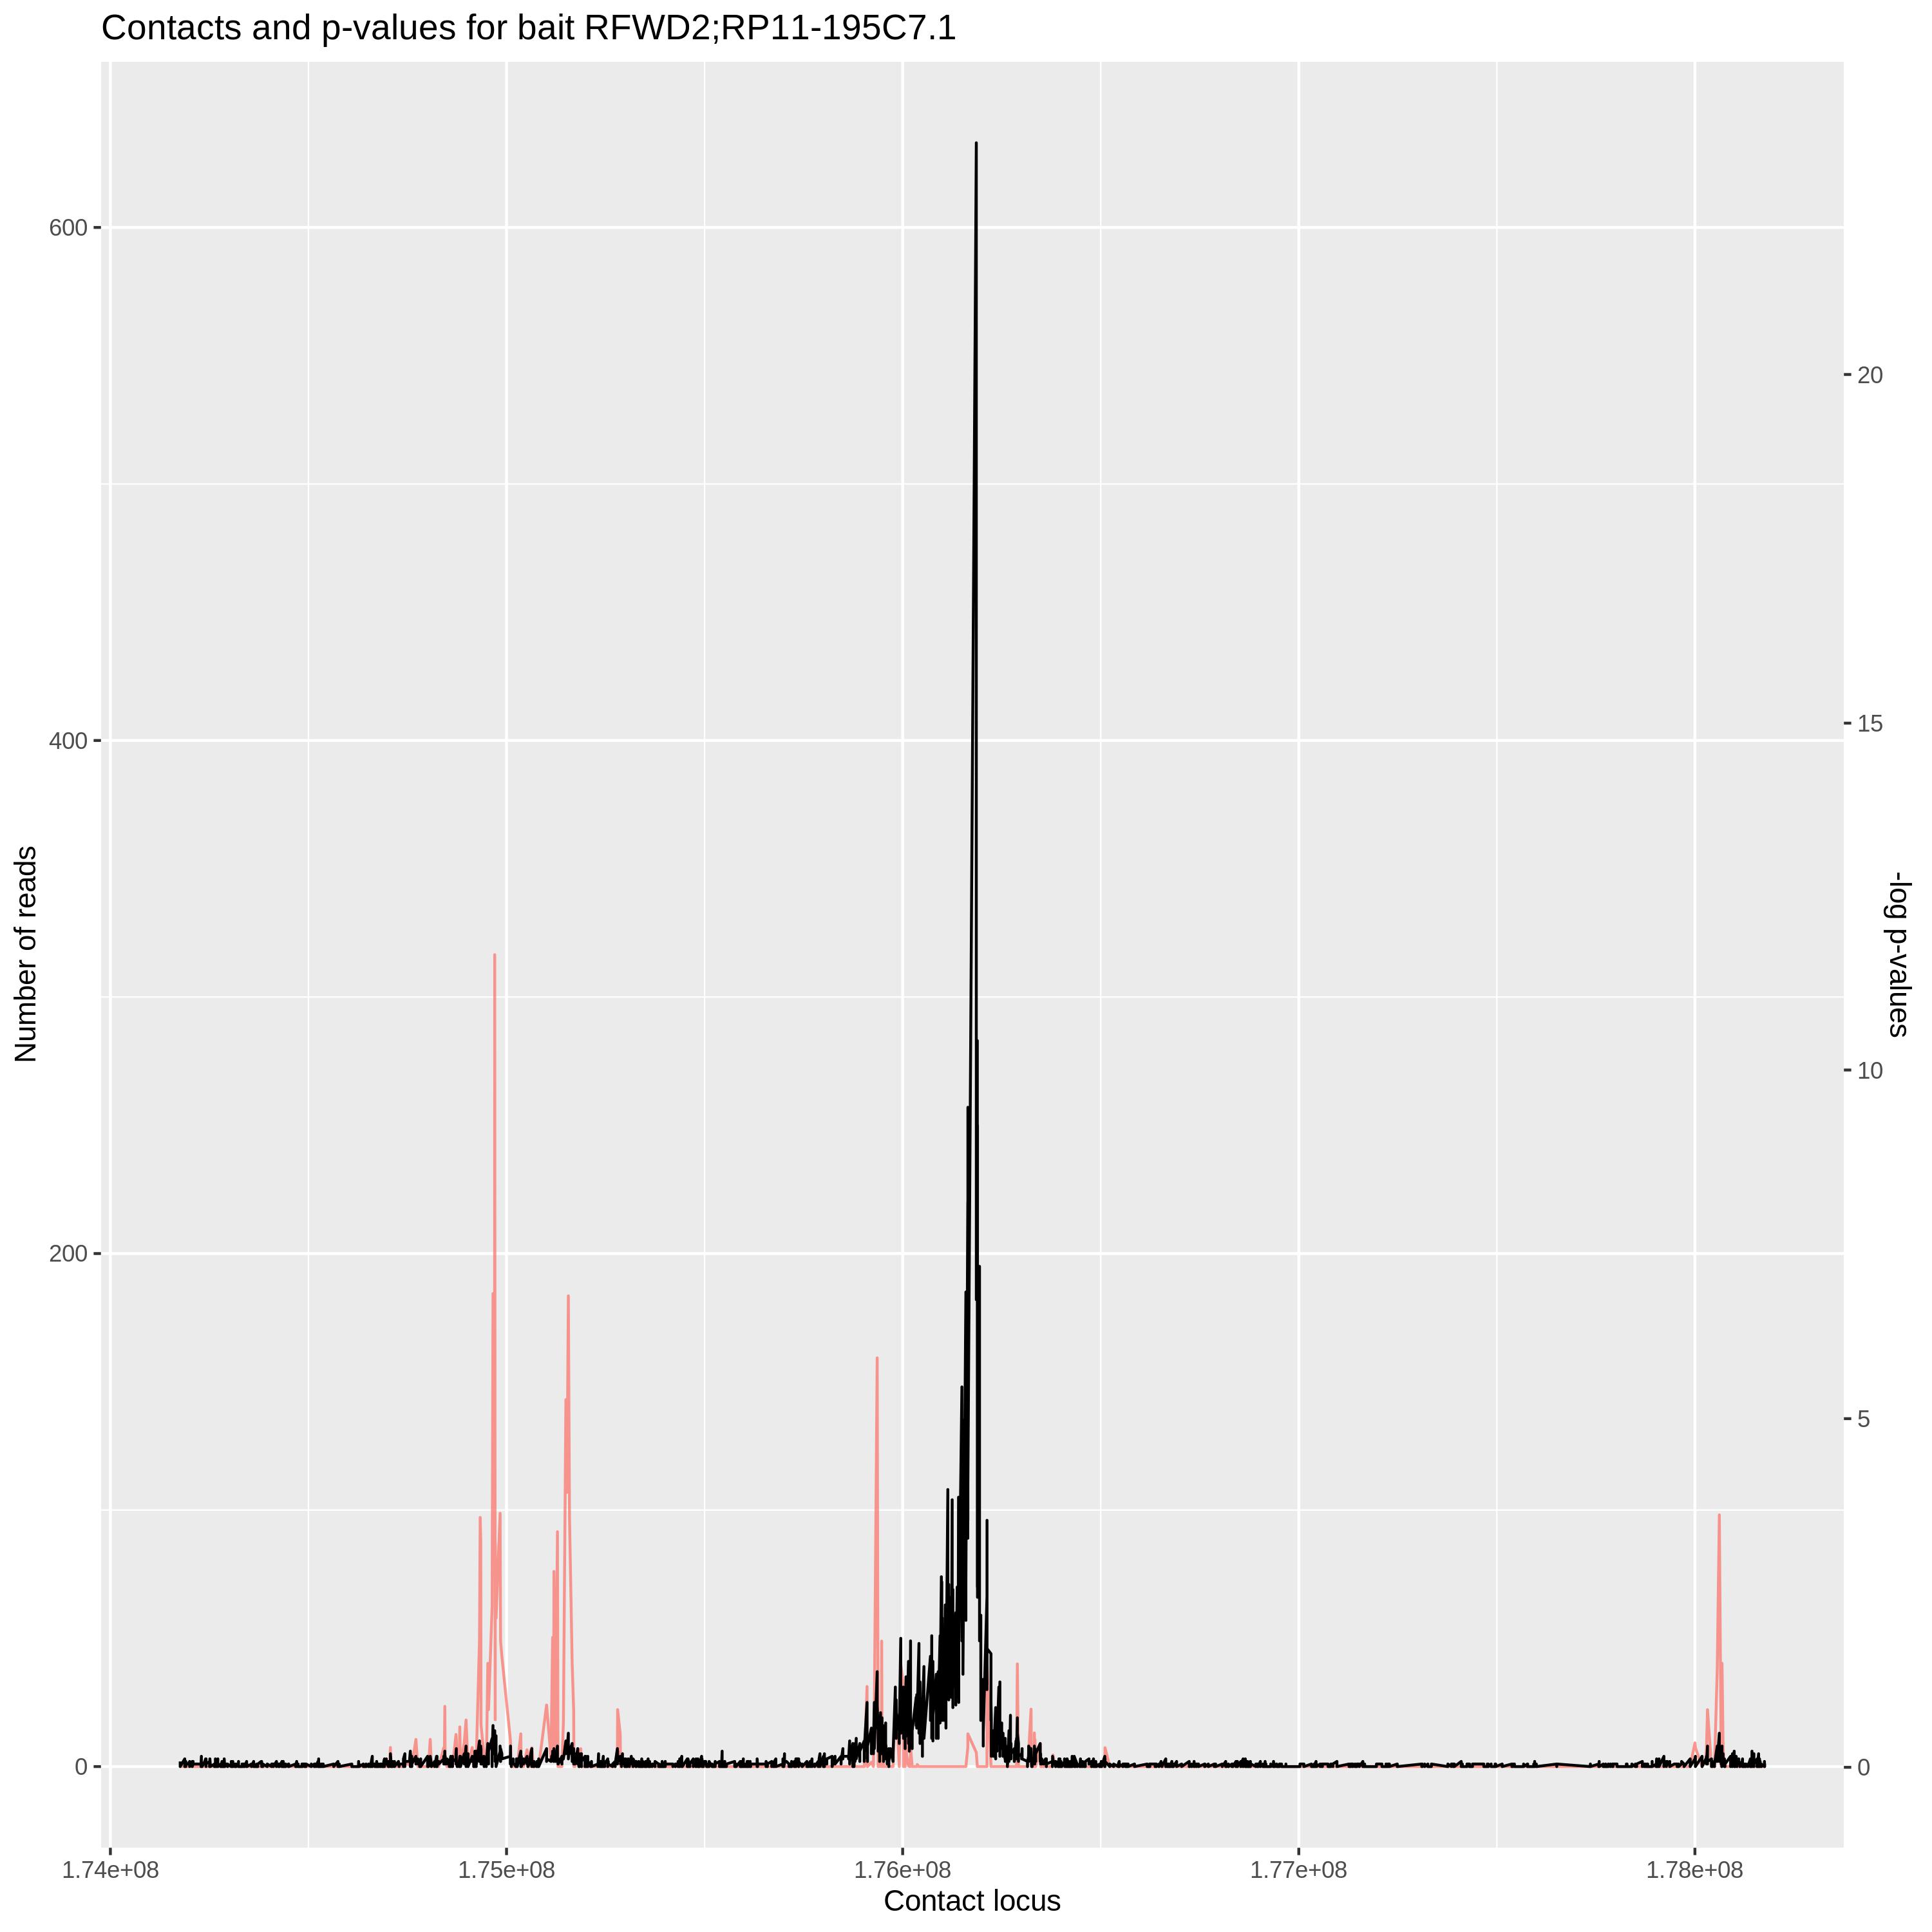 Contacts and p-values for bait RFWD2;RP11-195C7.1
600
400
200
0
Number of reads
20
15
10
5
0
-log p-values
1.74e+08
1.75e+08
1.76e+08
1.77e+08
1.78e+08
Contact locus